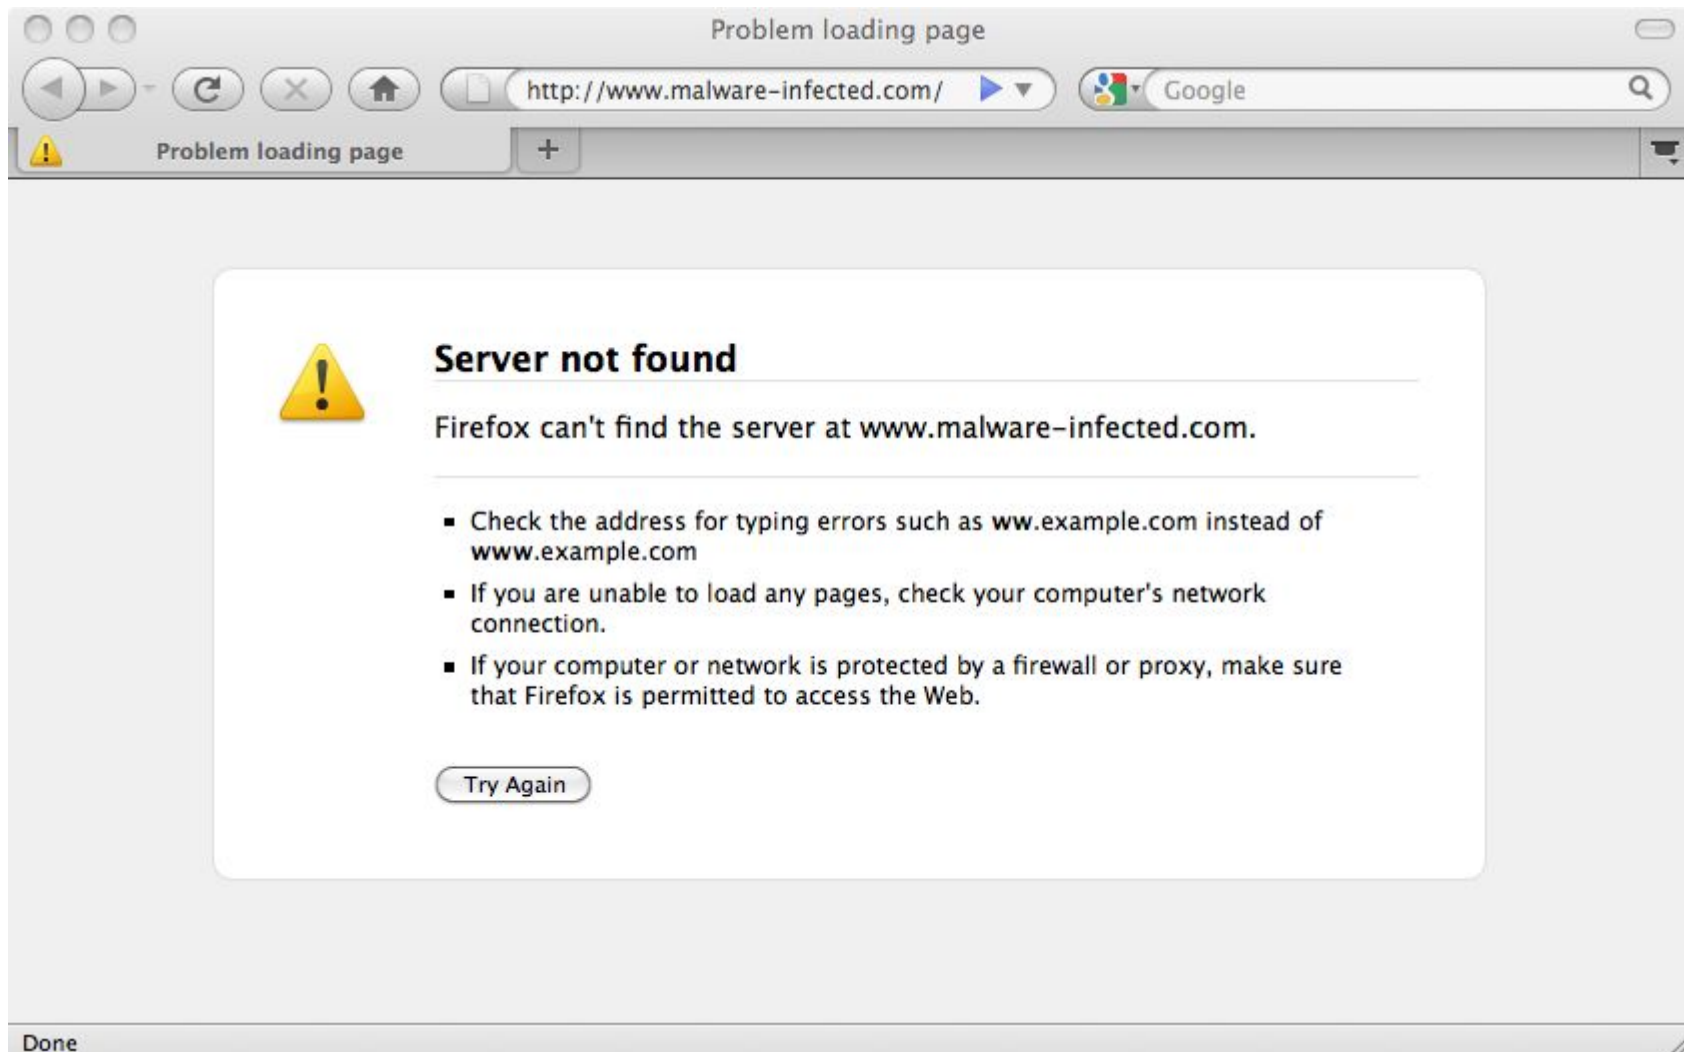 Problem loading page
http://www.malware-infected.com/
Google
Problem loading page
Server not found
Firefox can't find the server at www.malware-infected.com.
Check the address for typing errors such as ww.example.com instead of
www.example.com
If you are unable to load any pages, check your computer's network
connection.
If your computer or network is protected by a firewall or proxy, make sure
that Firefox is permitted to access the Web.
Try Again
Done